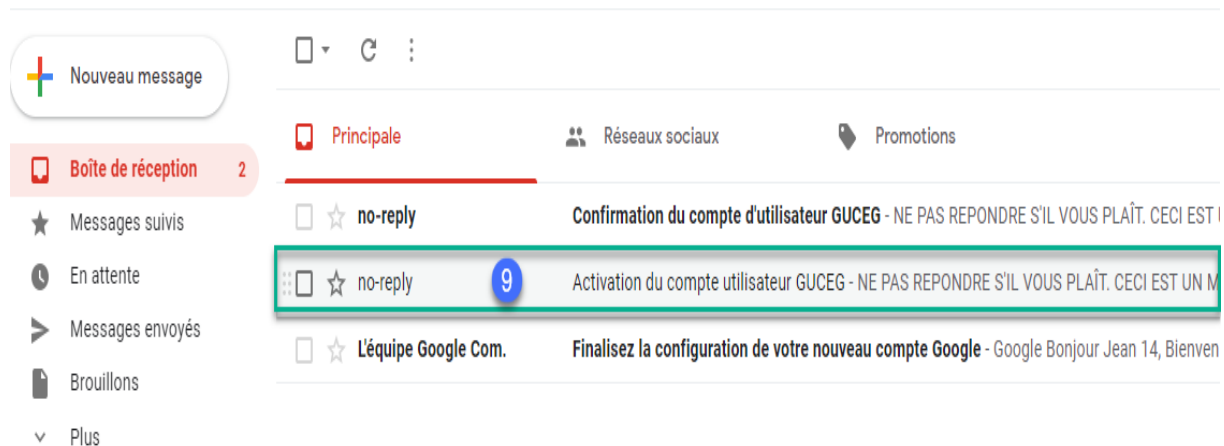 Nouveau message
Boîte de réception 2
Messages suivis
En attente
Messages envoyés
Brouillons
Plus
Principale Réseaux sociaux Promotions
no-reply Confirmation du compte d'utilisateur GUCEG - NE PAS REPONDRE S'IL VOUS PLAÎT. CECI EST
no-reply 9 Activation du compte utilisateur GUCEG - NE PAS REPONDRE S'IL VOUS PLAÎT. CECI EST UN M
L'équipe Google Com. Finalisez la configuration de votre nouveau compte Google - Google Bonjour Jean 14, Bienven